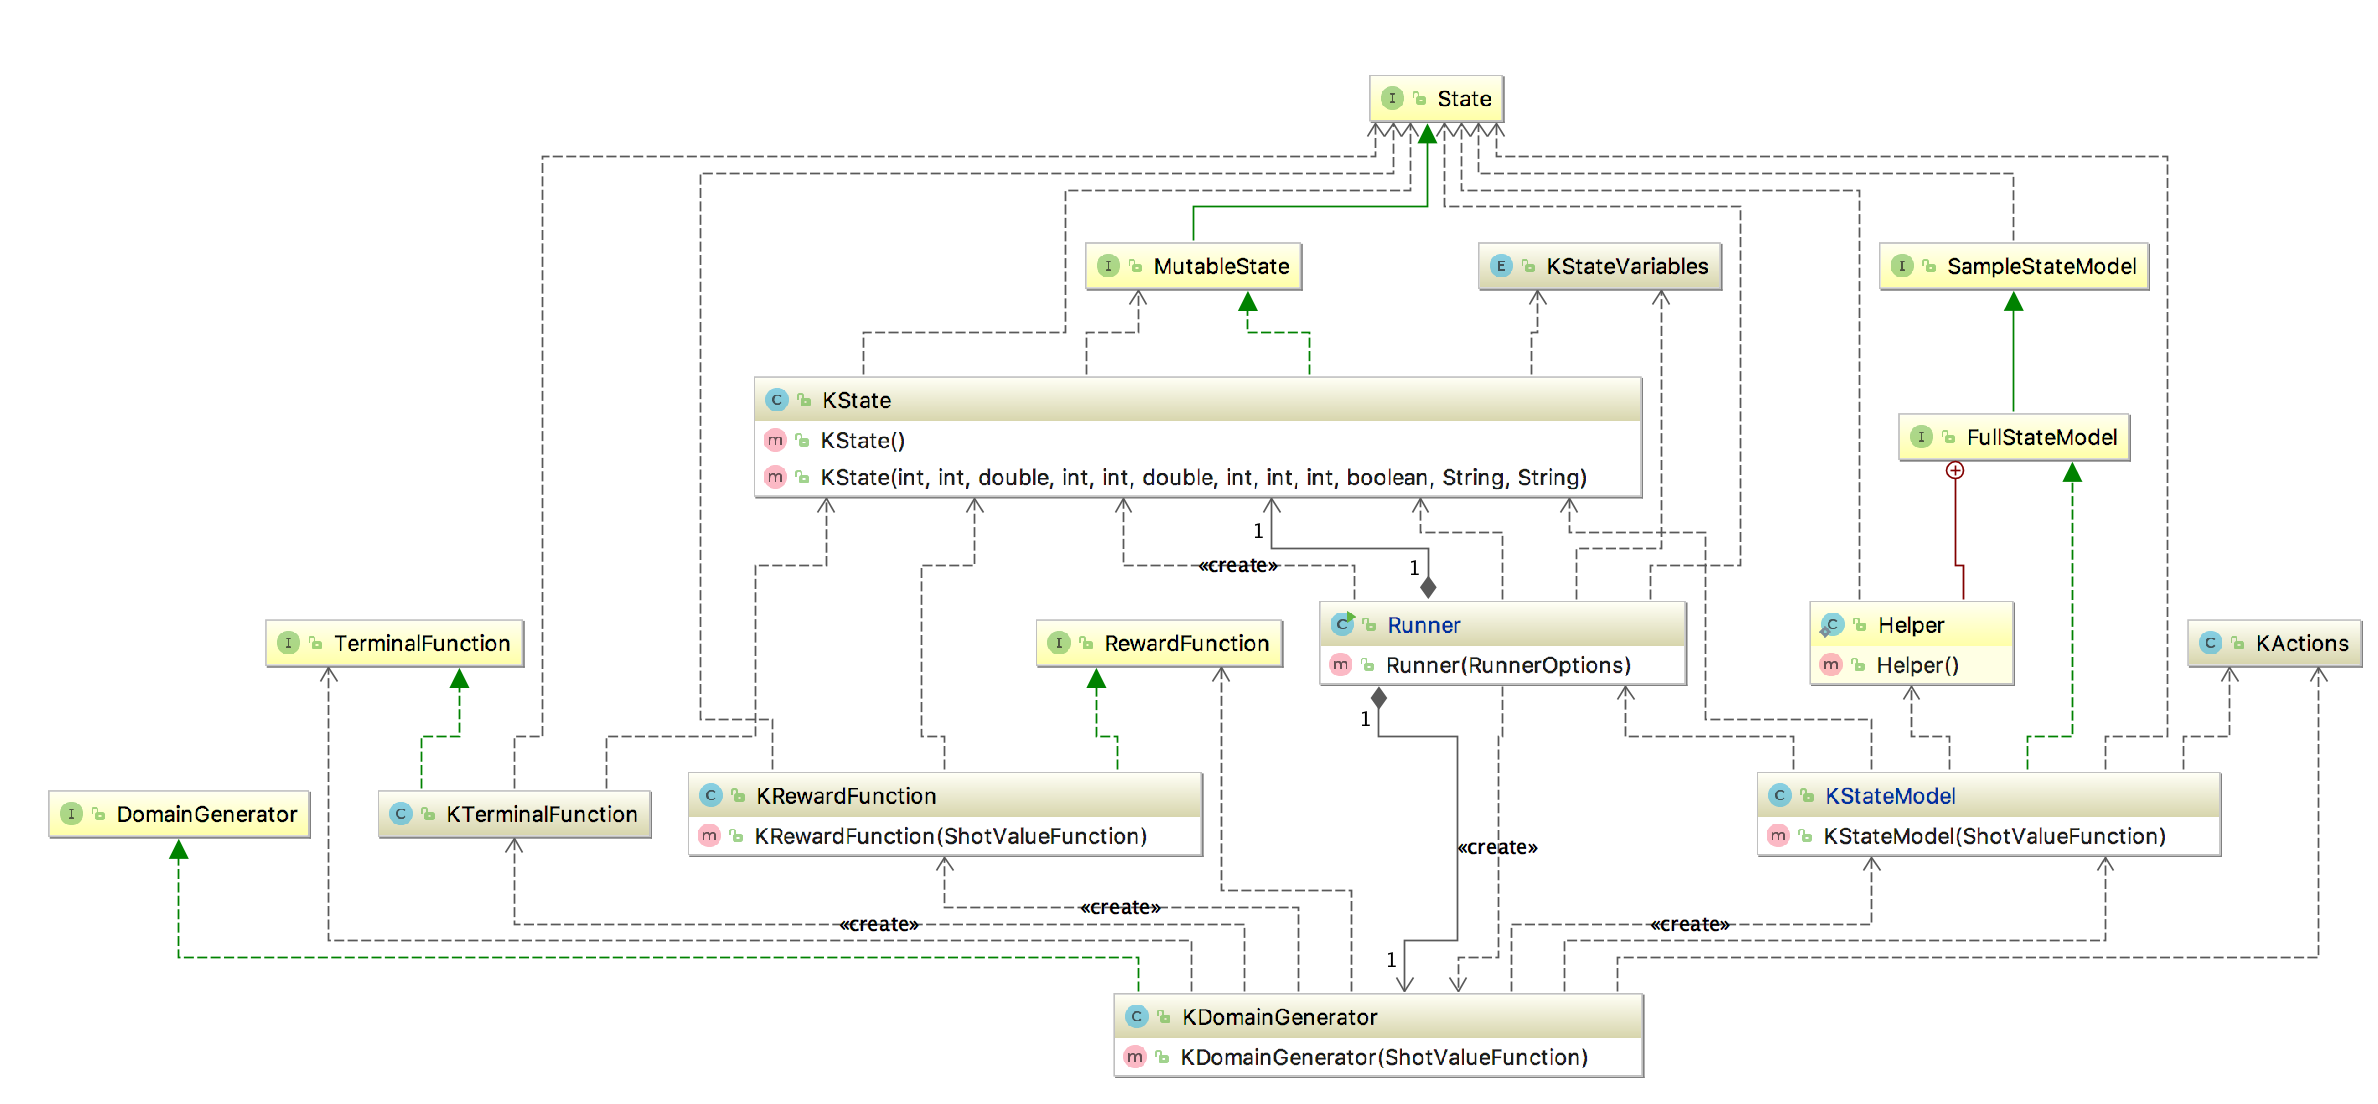 I State
I MutableState
E KStateVariables
I SampleStateModel
C KState
m KState()
m KState(int, int, double, int, int, double, int, int, int, boolean, String, String)
I FullStateModel
1
«create»
1
I TerminalFunction
I RewardFunction
C Runner
m Runner(RunnerOptions)
C Helper
m Helper()
C KActions
1
I DomainGenerator
C KTerminalFunction
C KRewardFunction
m KRewardFunction(ShotValueFunction)
C KStateModel
m KStateModel(ShotValueFunction)
«create»
«create»
«create»
«create»
1
C KDomainGenerator
m KDomainGenerator(ShotValueFunction)